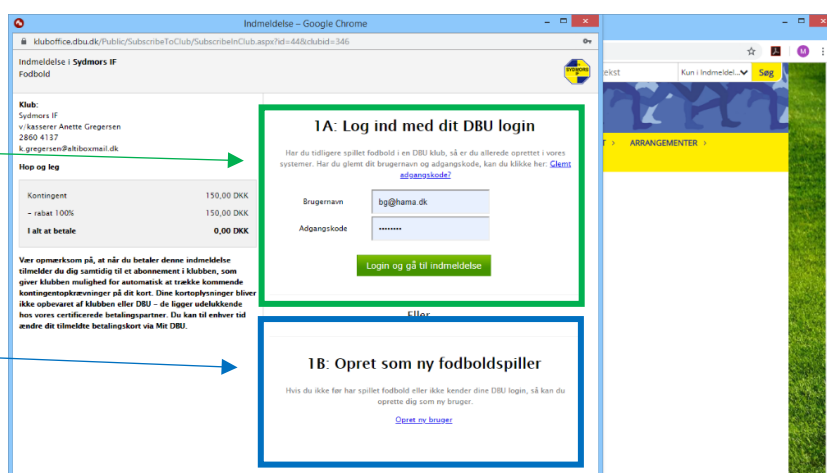 Indmeldelse – Google Chrome
kluboffice.dbu.dk/Public/SubscribeToClub/SubscribeInClub.aspx?id=44&clubid=346
Indmeldelse i Sydmors IF
Fodbold
SYDMORS
Klub:
Sydmors IF
v/kasserer Anette Gregersen
2860 4137
k.gregersen@altiboxmail.dk
Hop og leg
Kontingent 150,00 DKK
- rabat 100% 150,00 DKK
I alt at betale 0,00 DKK
Vær opmærksom på, at når du betaler denne indmeldelse
tilmelder du dig samtidig til et abonnement i klubben, som
giver klubben mulighed for automatisk at trække kommende
kontingentopkrævninger på dit kort. Dine kortoplysninger bliver
ikke opbevaret af klubben eller DBU – de ligger udelukkende
hos vores certificerede betalingspartner. Du kan til enhver tid
ændre dit tilmeldte betalingskort via Mit DBU.
1A: Log ind med dit DBU login
Har du tidligere spillet fodbold i en DBU klub, så er du allerede oprettet i vores
systemer. Har du glemt dit brugernavn og adgangskode, kan du klikke her: Glemt
adgangskode?
Brugernavn bg@hama.dk
Adgangskode ••••••••
Login og gå til indmeldelse
Eller
1B: Opret som ny fodboldspiller
Hvis du ikke før har spillet fodbold eller ikke kender dine DBU login, så kan du
oprette dig som ny bruger.
Opret ny bruger
M
tekst Kun i Indmeldel... Søg
T > ARRANGEMENTER >